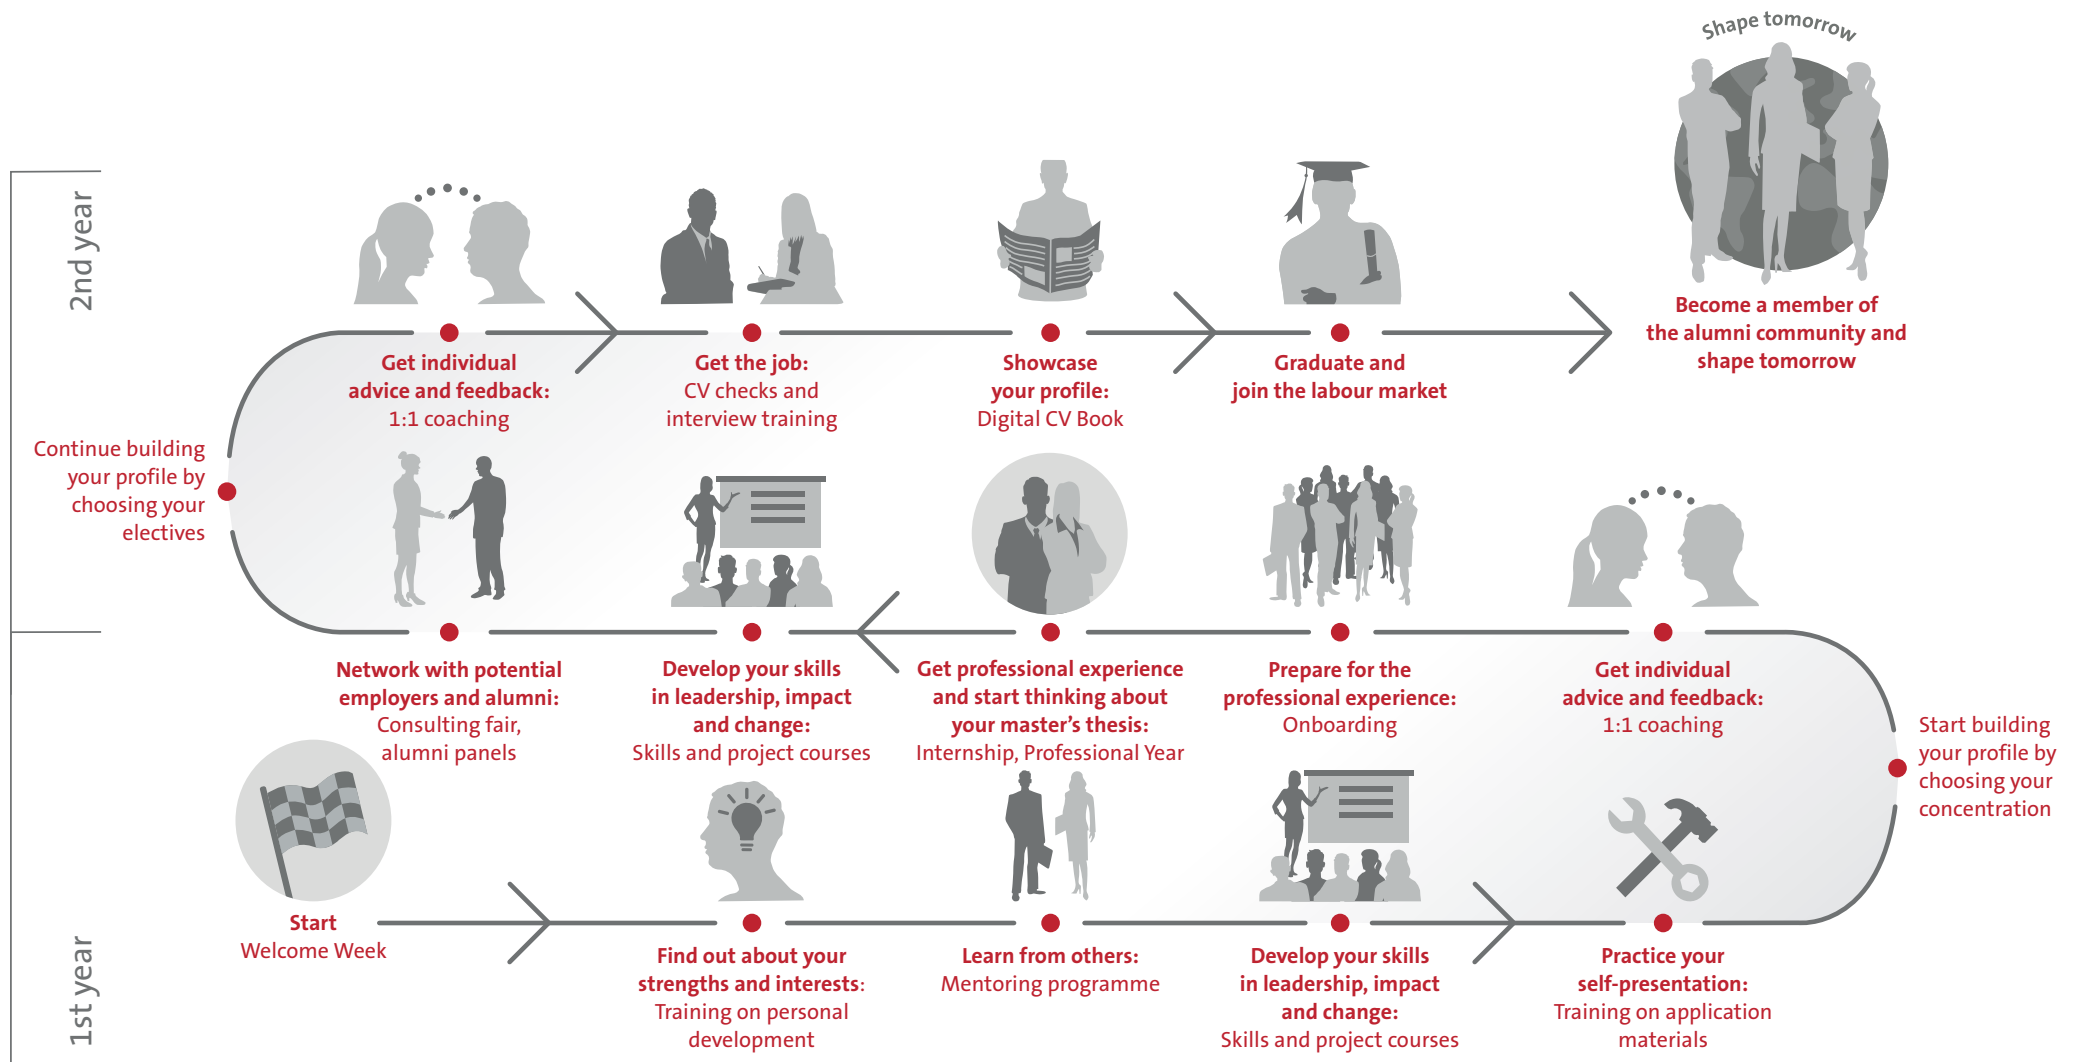 Shape tomorrow
2nd year
Become a member of
the alumni community and
shape tomorrow
Get individual
advice and feedback:
1:1 coaching
Get the job:
CV checks and
interview training
Showcase
your profile:
Digital CV Book
Graduate and
join the labour market
Continue building
your profile by
choosing your
electives
Network with potential
employers and alumni:
Consulting fair,
alumni panels
Develop your skills
in leadership, impact
and change:
Skills and project courses
Get professional experience
and start thinking about
your master’s thesis:
Internship, Professional Year
Prepare for the
professional experience:
Onboarding
Get individual
advice and feedback:
1:1 coaching
Start building
your profile by
choosing your
concentration
1st year
Start
Welcome Week
Find out about your
strengths and interests:
Training on personal
development
Learn from others:
Mentoring programme
Develop your skills
in leadership, impact
and change:
Skills and project courses
Practice your
self-presentation:
Training on application
materials